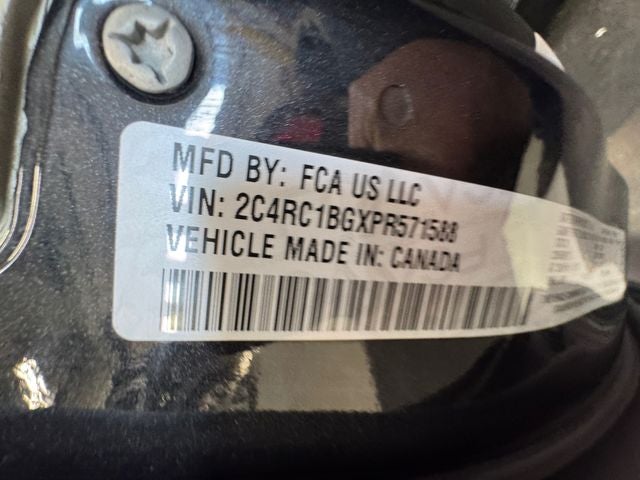 MFD BY: FCA US LLC
VIN: 2C4RC1BGXPR571588
VEHICLE MADE IN: CANADA